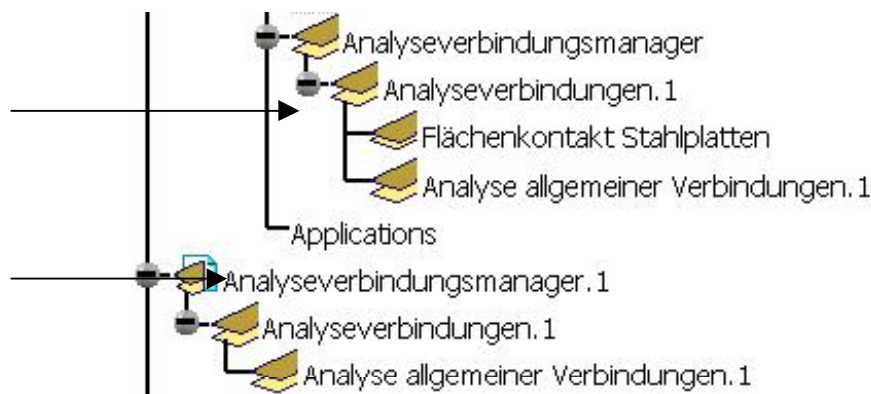 Analyseverbindungsmanager
Analyseverbindungen.1
Flächenkontakt Stahlplatten
Analyse allgemeiner Verbindungen.1
Applications
Analyseverbindungsmanager.1
Analyseverbindungen.1
Analyse allgemeiner Verbindungen.1